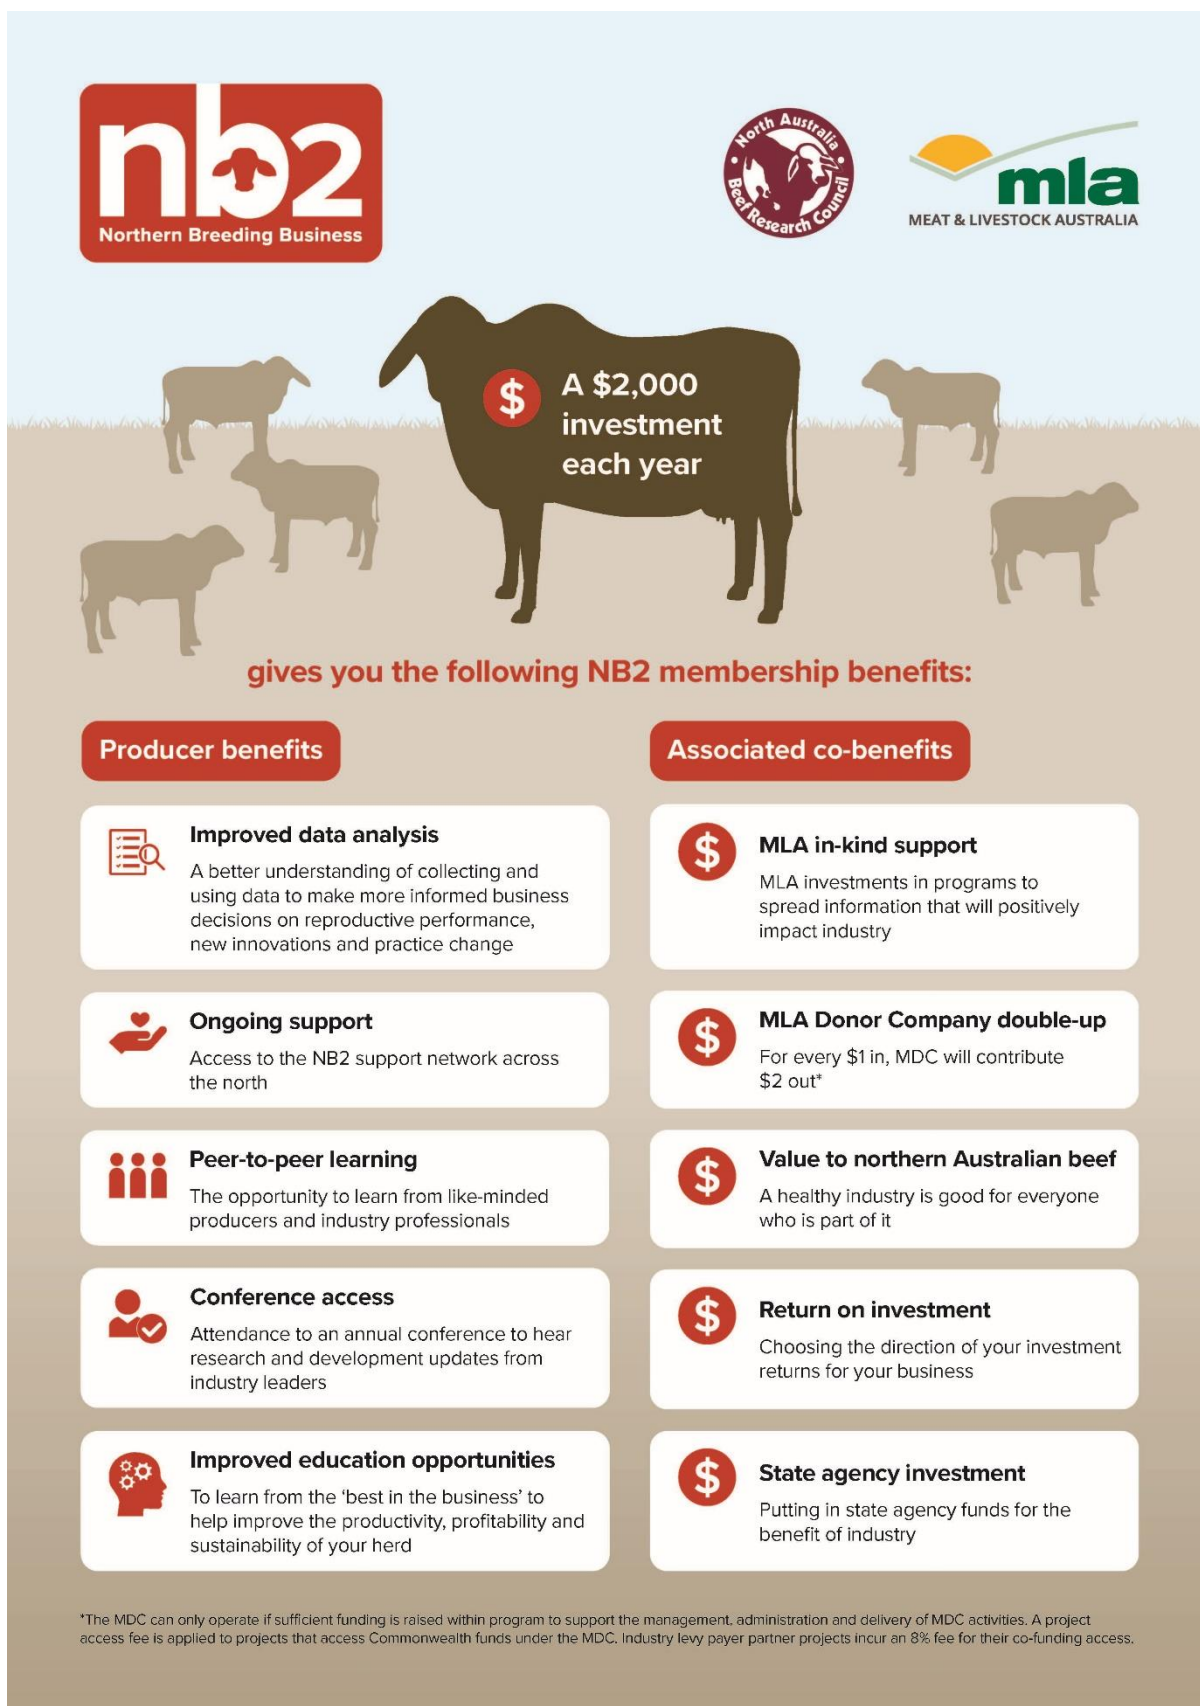 nb2
Northern Breeding Business
North Australia
Beef Research Council
mla
MEAT & LIVESTOCK AUSTRALIA
$
A $2,000
investment
each year
gives you the following NB2 membership benefits:
Producer benefits
Improved data analysis
A better understanding of collecting and
using data to make more informed business
decisions on reproductive performance,
new innovations and practice change
Ongoing support
Access to the NB2 support network across
the north
Peer-to-peer learning
The opportunity to learn from like-minded
producers and industry professionals
Conference access
Attendance to an annual conference to hear
research and development updates from
industry leaders
Improved education opportunities
To learn from the ‘best in the business’ to
help improve the productivity, profitability and
sustainability of your herd
Associated co-benefits
$
MLA in-kind support
MLA investments in programs to
spread information that will positively
impact industry
$
MLA Donor Company double-up
For every $1 in, MDC will contribute
$2 out*
$
Value to northern Australian beef
A healthy industry is good for everyone
who is part of it
$
Return on investment
Choosing the direction of your investment
returns for your business
$
State agency investment
Putting in state agency funds for the
benefit of industry
*The MDC can only operate if sufficient funding is raised within program to support the management, administration and delivery of MDC activities. A project
access fee is applied to projects that access Commonwealth funds under the MDC. Industry levy payer partner projects incur an 8% fee for their co-funding access.